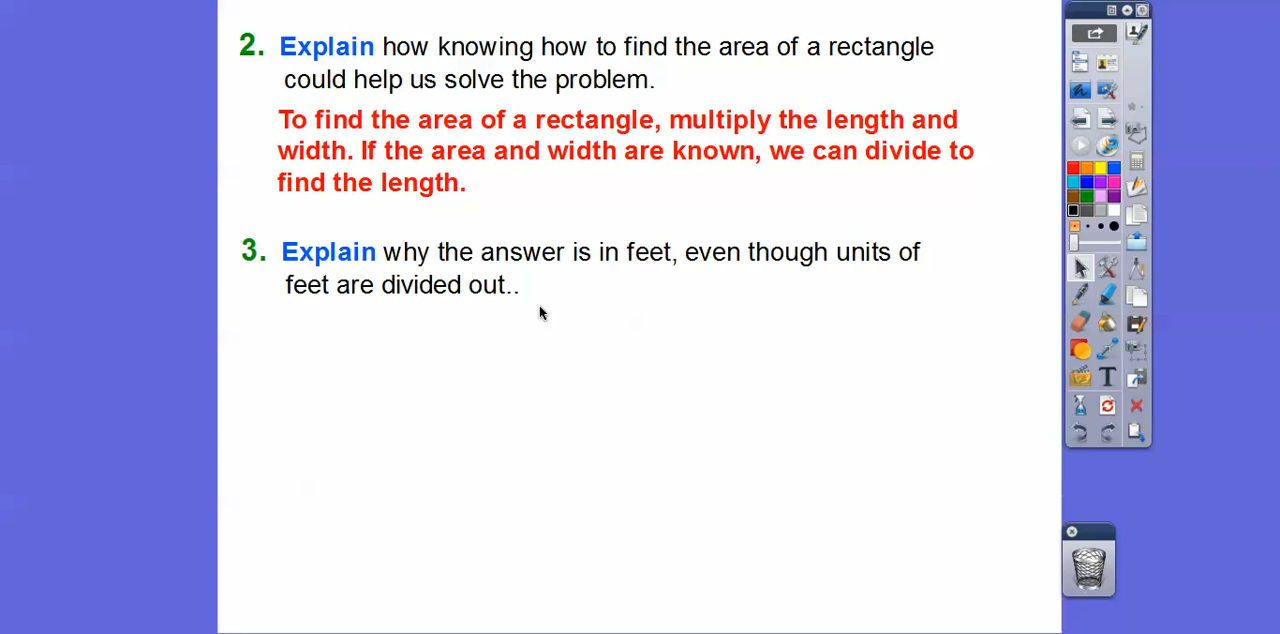 2. Explain how knowing how to find the area of a rectangle
could help us solve the problem.
To find the area of a rectangle, multiply the length and
width. If the area and width are known, we can divide to
find the length.
3. Explain why the answer is in feet, even though units of
feet are divided out..
T